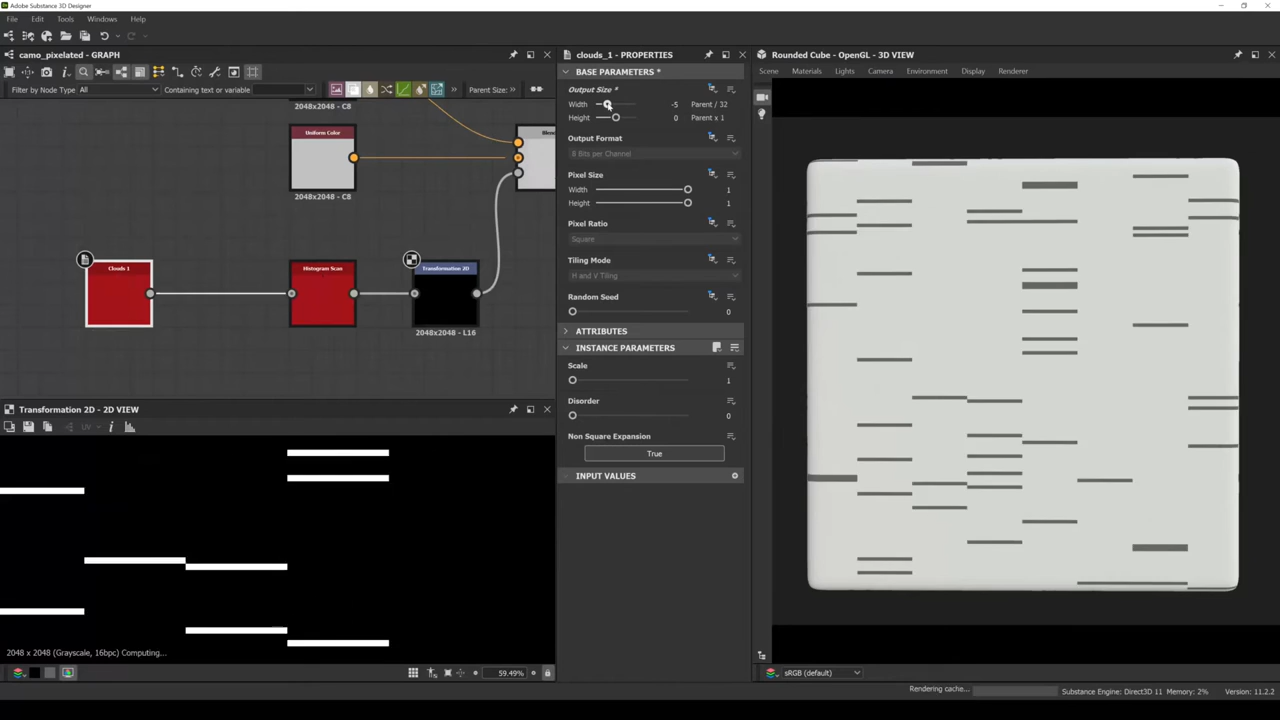 Adobe Substance 3D Designer
File Edit Tools Windows Help
camo_pixelated - GRAPH
Filter by Node Type All Containing text or variable Parent Size:
2048x2048 - C8
Uniform Color
2048x2048 - C8
Blen
Clouds 1
Histogram Scan
Transformation 2D
2048x2048 - L16
Transformation 2D - 2D VIEW
UV
2048 x 2048 (Grayscale, 16bpc) Computing...
59.49%
clouds_1 - PROPERTIES
BASE PARAMETERS *
Output Size *
Width -5 Parent / 32
Height 0 Parent x 1
Output Format
8 Bits per Channel
Pixel Size
Width 1
Height 1
Pixel Ratio
Square
Tiling Mode
H and V Tiling
Random Seed
0
ATTRIBUTES
INSTANCE PARAMETERS
Scale
1
Disorder
0
Non Square Expansion
True
INPUT VALUES
Rounded Cube - OpenGL - 3D VIEW
Scene Materials Lights Camera Environment Display Renderer
sRGB (default)
Rendering cache... Substance Engine: Direct3D 11 Memory: 2% Version: 11.2.2